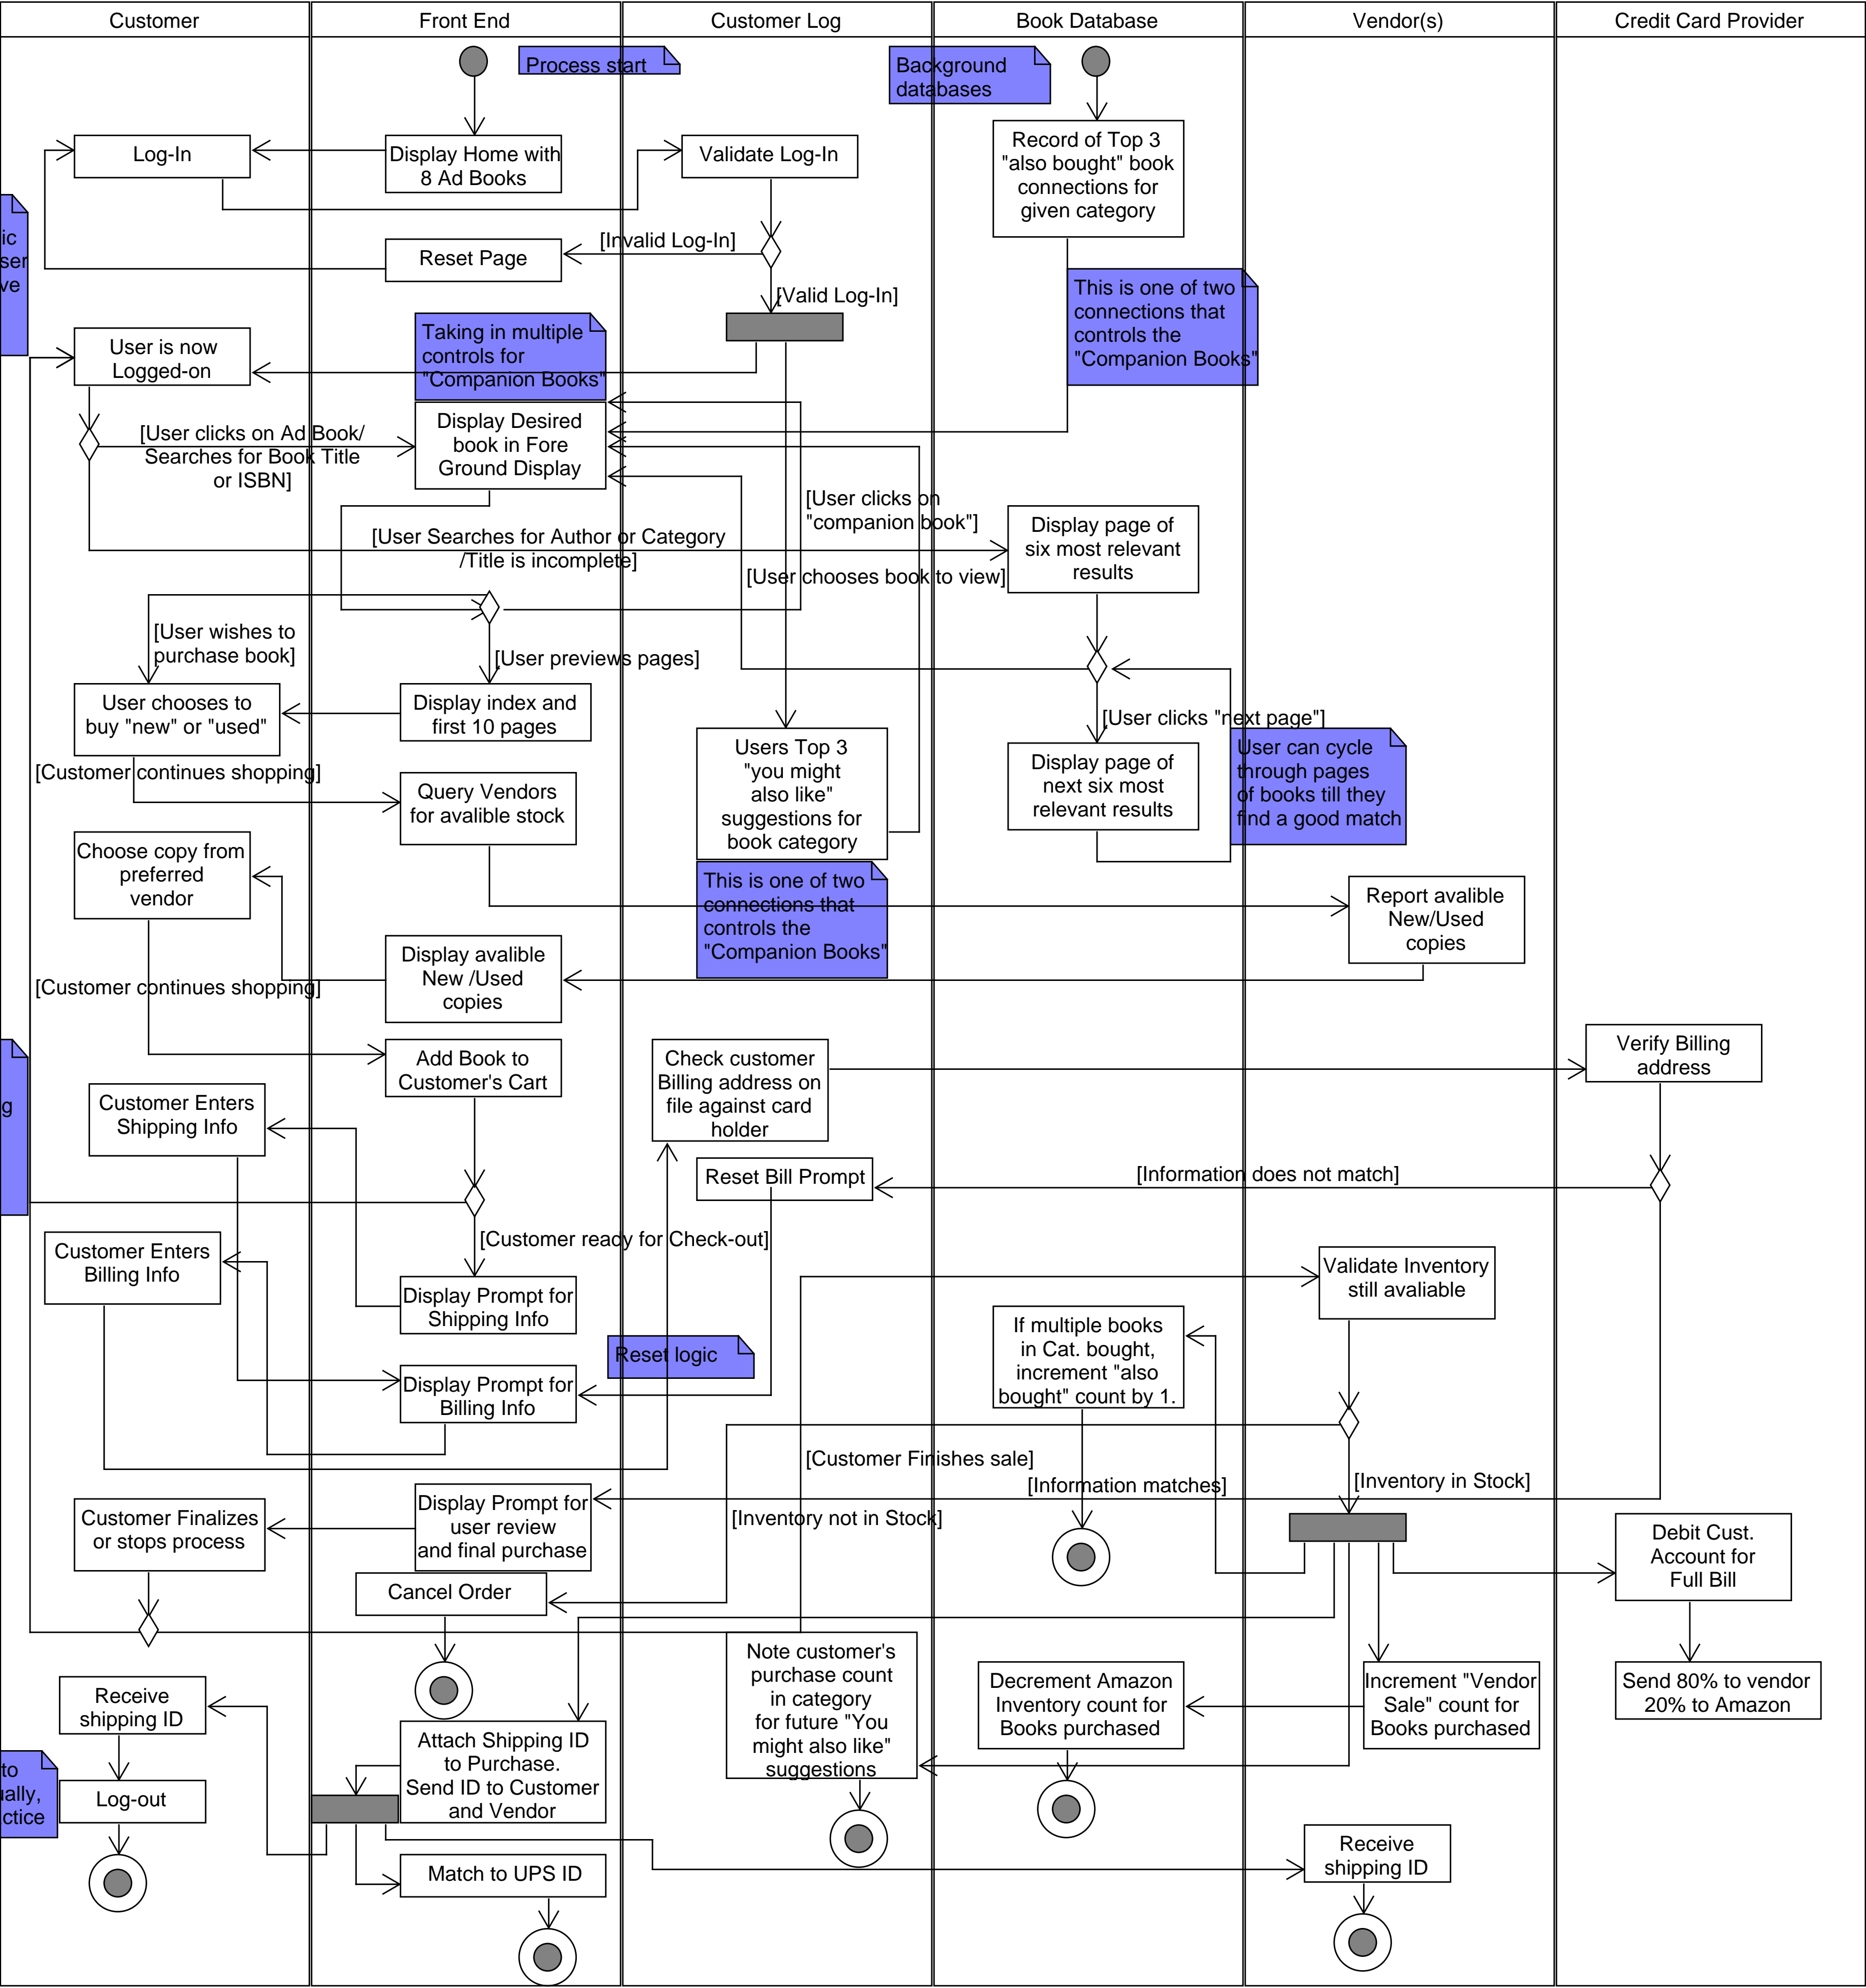 Customer
Front End
Customer Log
Book Database
Vendor(s)
Credit Card Provider
Process start
Background
databases
Log-In
Display Home with
8 Ad Books
Validate Log-In
Record of Top 3
"also bought" book
connections for
given category
[Invalid Log-In]
Reset Page
[Valid Log-In]
ic
ser
ve
This is one of two
connections that
controls the
"Companion Books"
User is now
Logged-on
Taking in multiple
controls for
"Companion Books"
[User clicks on Ad Book/
Searches for Book Title
or ISBN]
Display Desired
book in Fore
Ground Display
[User clicks on
"companion book"]
[User Searches for Author or Category
/Title is incomplete]
[User chooses book to view]
Display page of
six most relevant
results
[User wishes to
purchase book]
[User previews pages]
User chooses to
buy "new" or "used"
Display index and
first 10 pages
[User clicks "next page"]
[Customer continues shopping]
Query Vendors
for avalible stock
Users Top 3
"you might
also like"
suggestions for
book category
Display page of
next six most
relevant results
User can cycle
through pages
of books till they
find a good match
Choose copy from
preferred
vendor
This is one of two
connections that
controls the
"Companion Books"
Report avalible
New/Used
copies
Display avalible
New /Used
copies
[Customer continues shopping]
Add Book to
Customer's Cart
Check customer
Billing address on
file against card
holder
Verify Billing
address
g
Customer Enters
Shipping Info
Reset Bill Prompt
[Information does not match]
[Customer ready for Check-out]
Customer Enters
Billing Info
Display Prompt for
Shipping Info
Validate Inventory
still avaliable
Reset logic
If multiple books
in Cat. bought,
increment "also
bought" count by 1.
Display Prompt for
Billing Info
[Customer Finishes sale]
[Information matches]
[Inventory in Stock]
Customer Finalizes
or stops process
Display Prompt for
user review
and final purchase
[Inventory not in Stock]
Debit Cust.
Account for
Full Bill
Cancel Order
Note customer's
purchase count
in category
for future "You
might also like"
suggestions
Decrement Amazon
Inventory count for
Books purchased
Increment "Vendor
Sale" count for
Books purchased
Send 80% to vendor
20% to Amazon
Receive
shipping ID
Attach Shipping ID
to Purchase.
Send ID to Customer
and Vendor
to
ually,
ctice
Log-out
Match to UPS ID
Receive
shipping ID